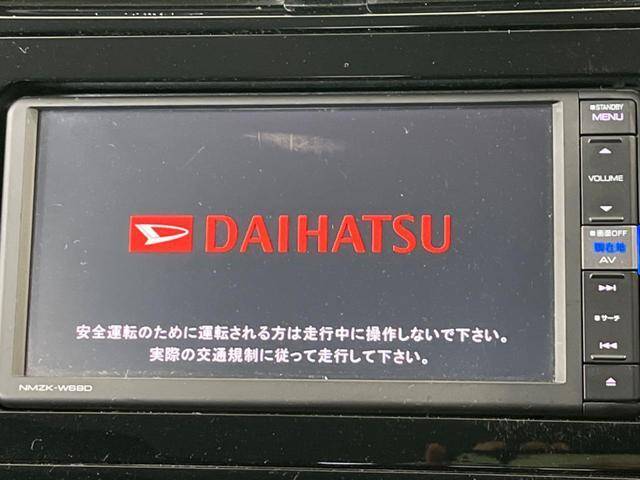 DAIHATSU
安全運転のために運転される方は走行中に操作しないで下さい。
実際の交通規制に従って走行して下さい。
NMZK-W69D
STANDBY
MENU
VOLUME
画面OFF
現在地
AV
サーチ